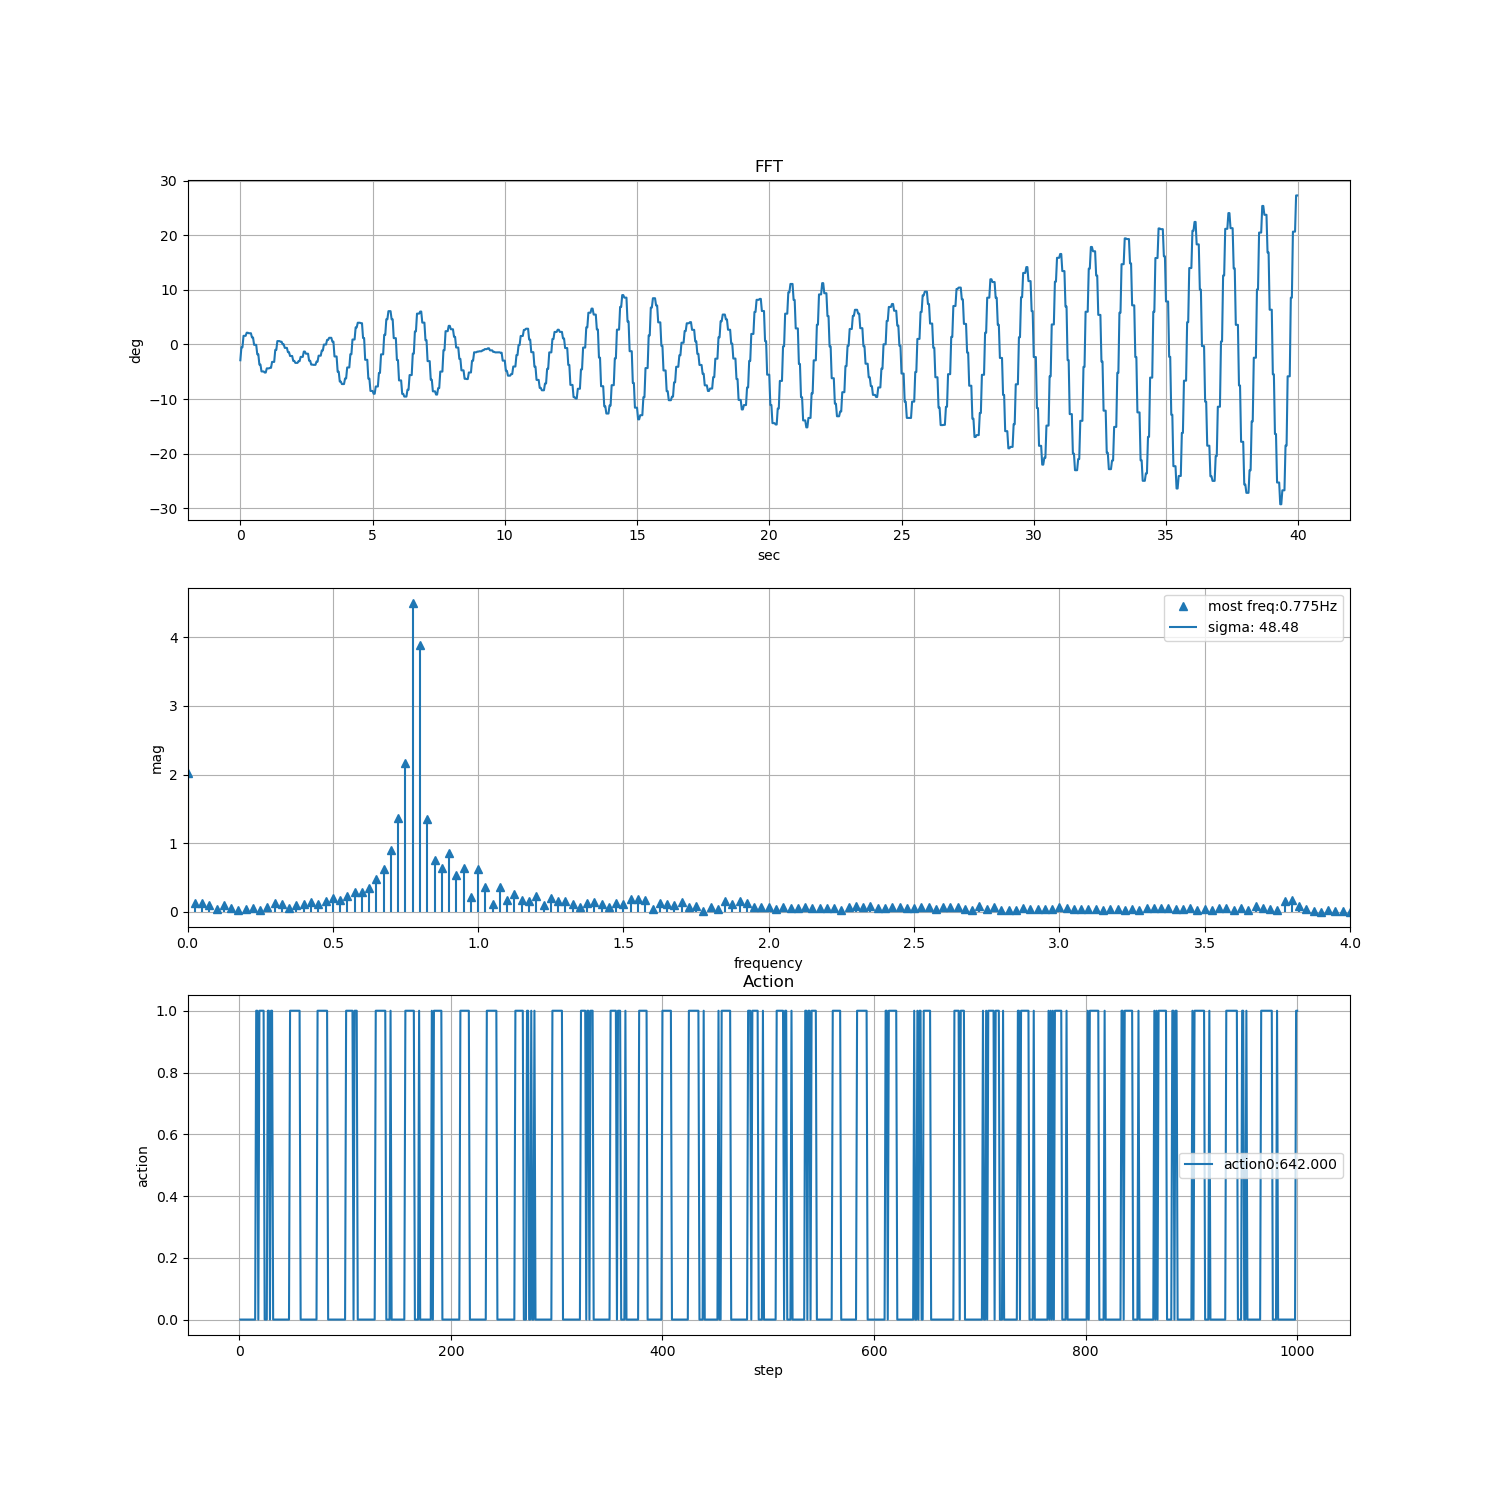 FFT
30
20
10
0
−10
−20
−30
deg
0 5 10 15 20 25 30 35 40
sec
most freq:0.775Hz
sigma: 48.48
4
3
2
1
0
mag
0.0 0.5 1.0 1.5 2.0 2.5 3.0 3.5 4.0
frequency
Action
1.0
0.8
0.6
0.4
0.2
0.0
action
action0:642.000
0 200 400 600 800 1000
step